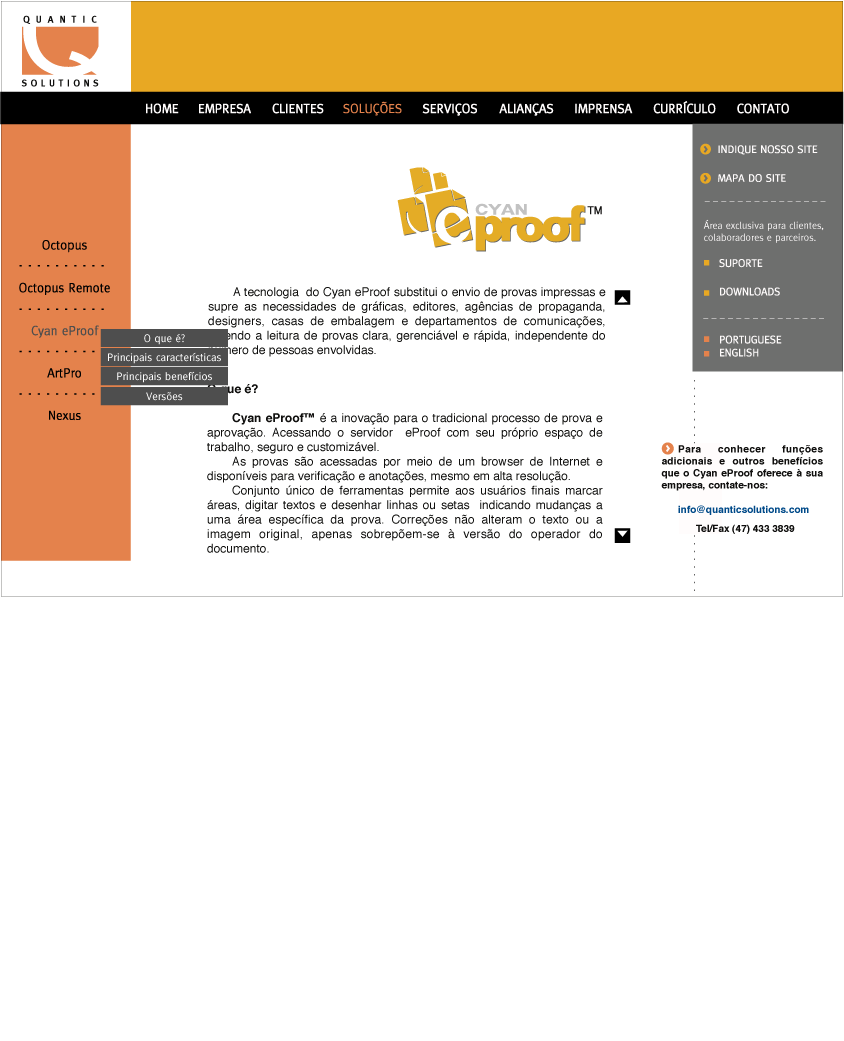 QUANTIC
SOLUTIONS
HOME EMPRESA CLIENTES SOLUÇÕES SERVIÇOS ALIANÇAS IMPRENSA CURRÍCULO CONTATO
Octopus
Octopus Remote
Cyan eProof
ArtPro
Nexus
O que é?
Principais características
Principais benefícios
Versões
CYAN
eproof™
A tecnologia do Cyan eProof substitui o envio de provas impressas e
supre as necessidades de gráficas, editores, agências de propaganda,
designers, casas de embalagem e departamentos de comunicações,
endo a leitura de provas clara, gerenciável e rápida, independente do
número de pessoas envolvidas.
O que é?
Cyan eProof™ é a inovação para o tradicional processo de prova e
aprovação. Acessando o servidor eProof com seu próprio espaço de
trabalho, seguro e customizável.
As provas são acessadas por meio de um browser de Internet e
disponíveis para verificação e anotações, mesmo em alta resolução.
Conjunto único de ferramentas permite aos usuários finais marcar
áreas, digitar textos e desenhar linhas ou setas indicando mudanças a
uma área específica da prova. Correções não alteram o texto ou a
imagem original, apenas sobrepõem-se à versão do operador do
documento.
INDIQUE NOSSO SITE
MAPA DO SITE
Área exclusiva para clientes,
colaboradores e parceiros.
SUPORTE
DOWNLOADS
PORTUGUESE
ENGLISH
Para conhecer funções
adicionais e outros benefícios
que o Cyan eProof oferece à sua
empresa, contate-nos:
info@quanticsolutions.com
Tel/Fax (47) 433 3839